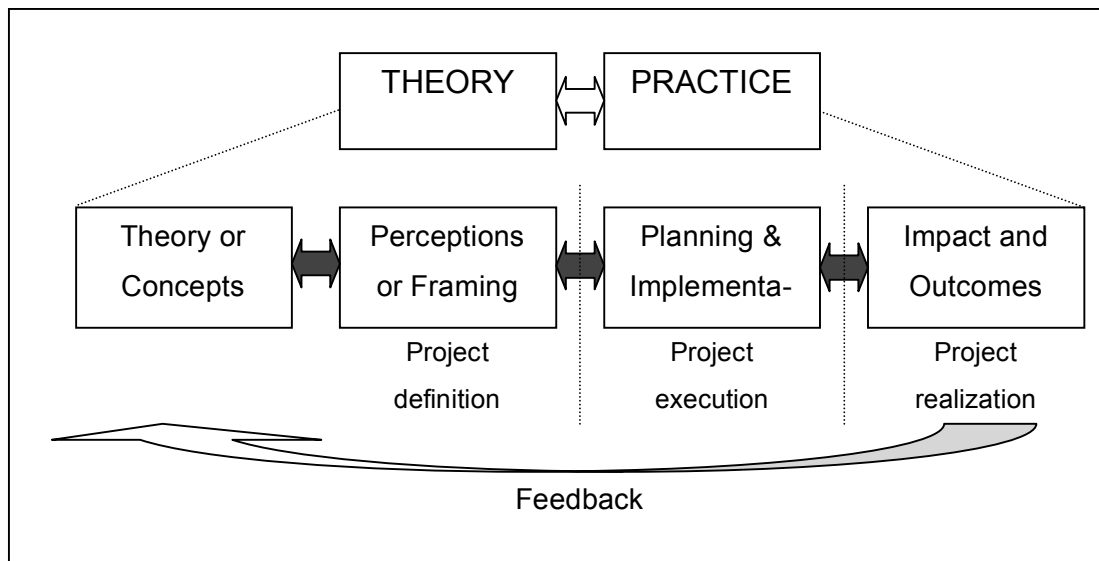 THEORY
PRACTICE
Theory or
Concepts
Perceptions
or Framing
Planning &
Implementa-
Impact and
Outcomes
Project
definition
Project
execution
Project
realization
Feedback